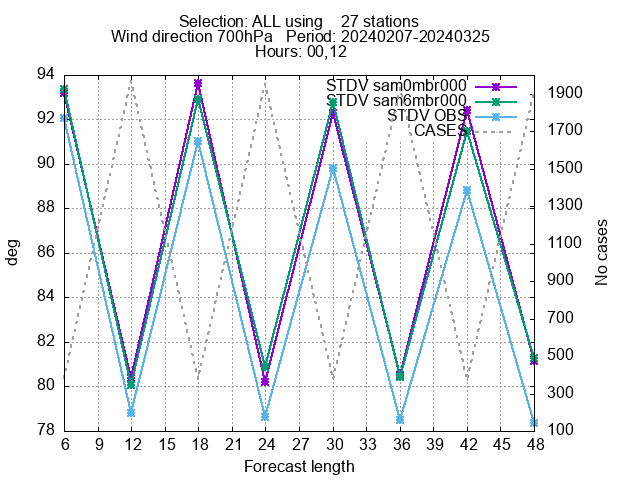 Selection: ALL using    27 stations
Wind direction 700hPa   Period: 20240207-20240325
Hours: 00,12
STDV sam0mbr000
STDV sam6mbr000
STDV OBS
CASES
deg
94
92
90
88
86
84
82
80
78
1900
1700
1500
1300
1100
900
700
500
300
100
No cases
6 9 12 15 18 21 24 27 30 33 36 39 42 45 48
Forecast length